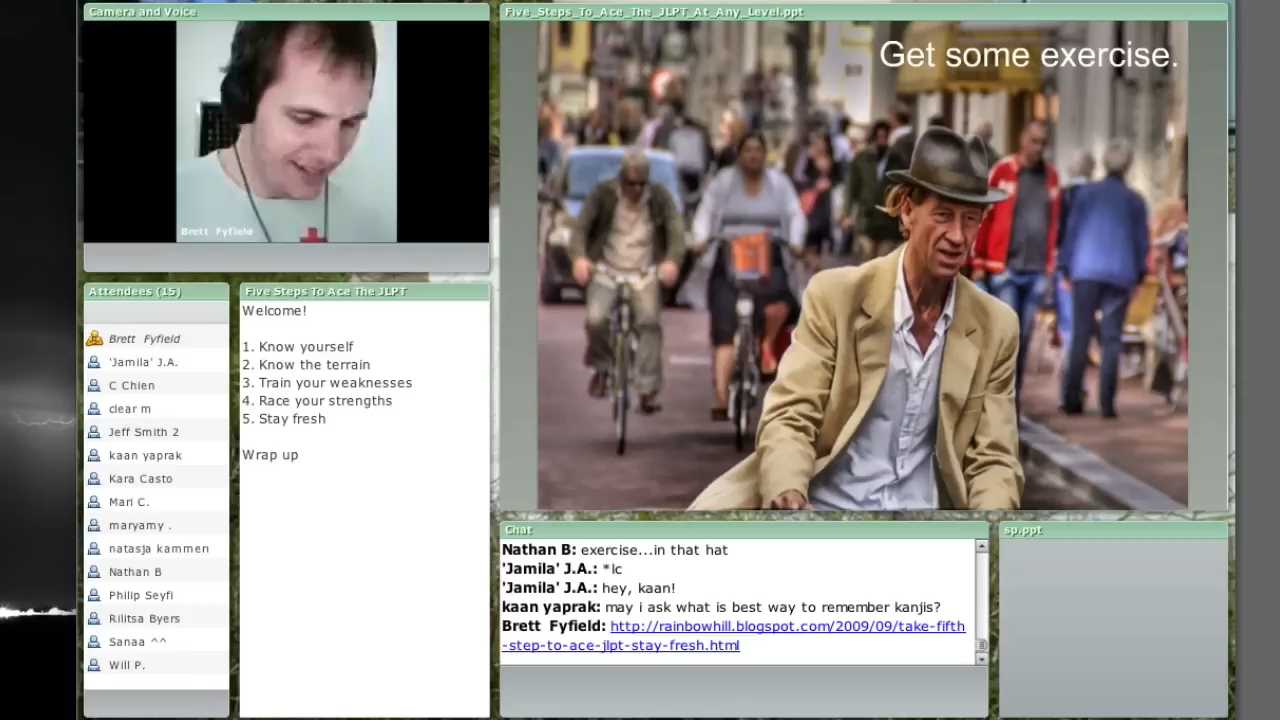 Camera and Voice
Brett Fyfield
Five_Steps_To_Ace_The_JLPT_At_Any_Level.ppt
Get some exercise.
Attendees (15)
Brett Fyfield
'Jamila' J.A.
C Chien
clear m
Jeff Smith 2
kaan yaprak
Kara Casto
Mari C.
maryamy .
natasja kammeri
Nathan B
Philip Seyfi
Rilitsa Byers
Sanaa ^^
Will P.
Five Steps To Ace The JLPT
Welcome!
1. Know yourself
2. Know the terrain
3. Train your weaknesses
4. Race your strengths
5. Stay fresh
Wrap up
Chat
Nathan B: exercise...in that hat
'Jamila' J.A.: *lc
'Jamila' J.A.: hey, kaan!
kaan yaprak: may i ask what is best way to remember kanjis?
Brett Fyfield: http://rainbowhill.blogspot.com/2009/09/take-fifth
-step-to-ace-jlpt-stay-fresh.html
sp.ppt